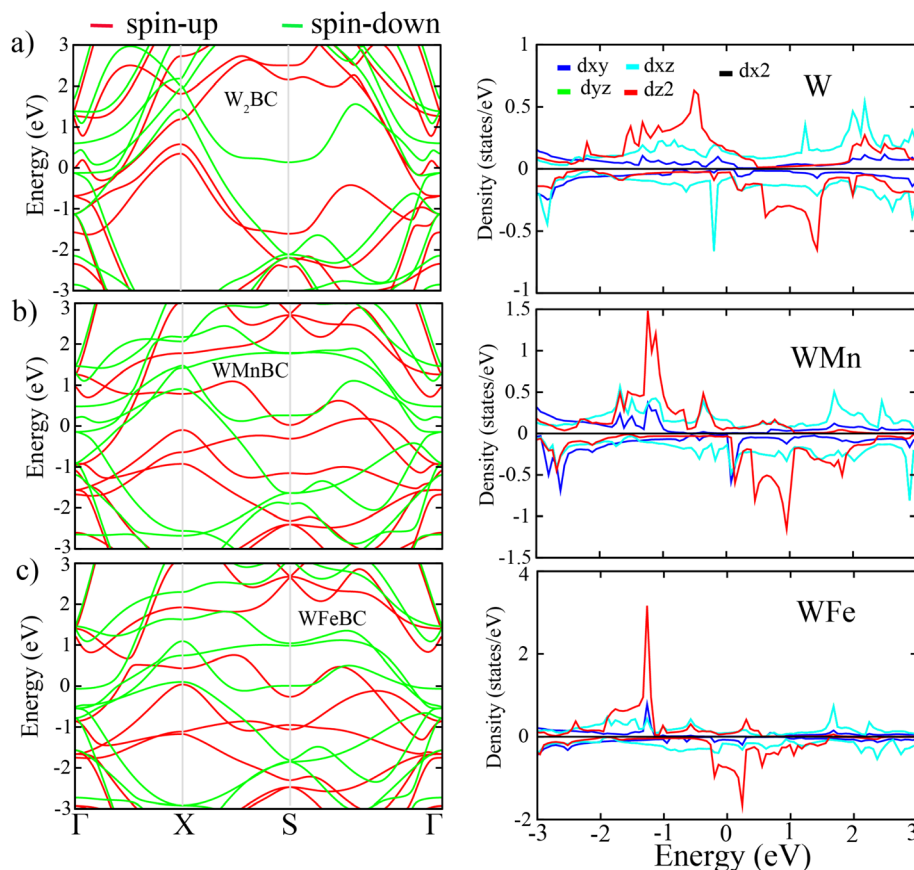 spin-up spin-down
a)
3
2
1
0
-1
-2
-3
Energy (eV)
W2BC
1
0.5
0
-0.5
-1
Density (states/eV)
dxy dxz dx2
dyz dz2
W
b)
3
2
1
0
-1
-2
-3
Energy (eV)
WMnBC
1.5
1
0.5
0
-0.5
-1
-1.5
Density (states/eV)
WMn
c)
3
2
1
0
-1
-2
-3
Energy (eV)
WFeBC
Γ X S Γ
4
2
0
-2
Density (states/eV)
WFe
-3 -2 -1 0 1 2 3
Energy (eV)